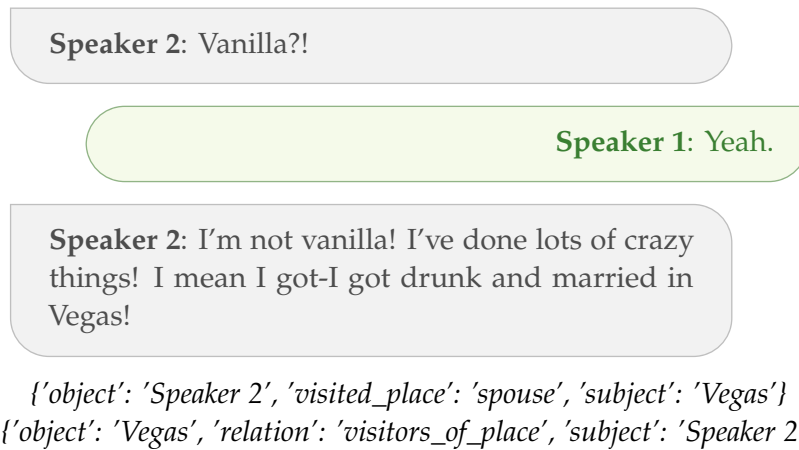 Speaker 2: Vanilla?!
Speaker 1: Yeah.
Speaker 2: I'm not vanilla! I've done lots of crazy
things! I mean I got-I got drunk and married in
Vegas!
{'object': 'Speaker 2', 'visited_place': 'spouse', 'subject': 'Vegas'}
{'object': 'Vegas', 'relation': 'visitors_of_place', 'subject': 'Speaker 2